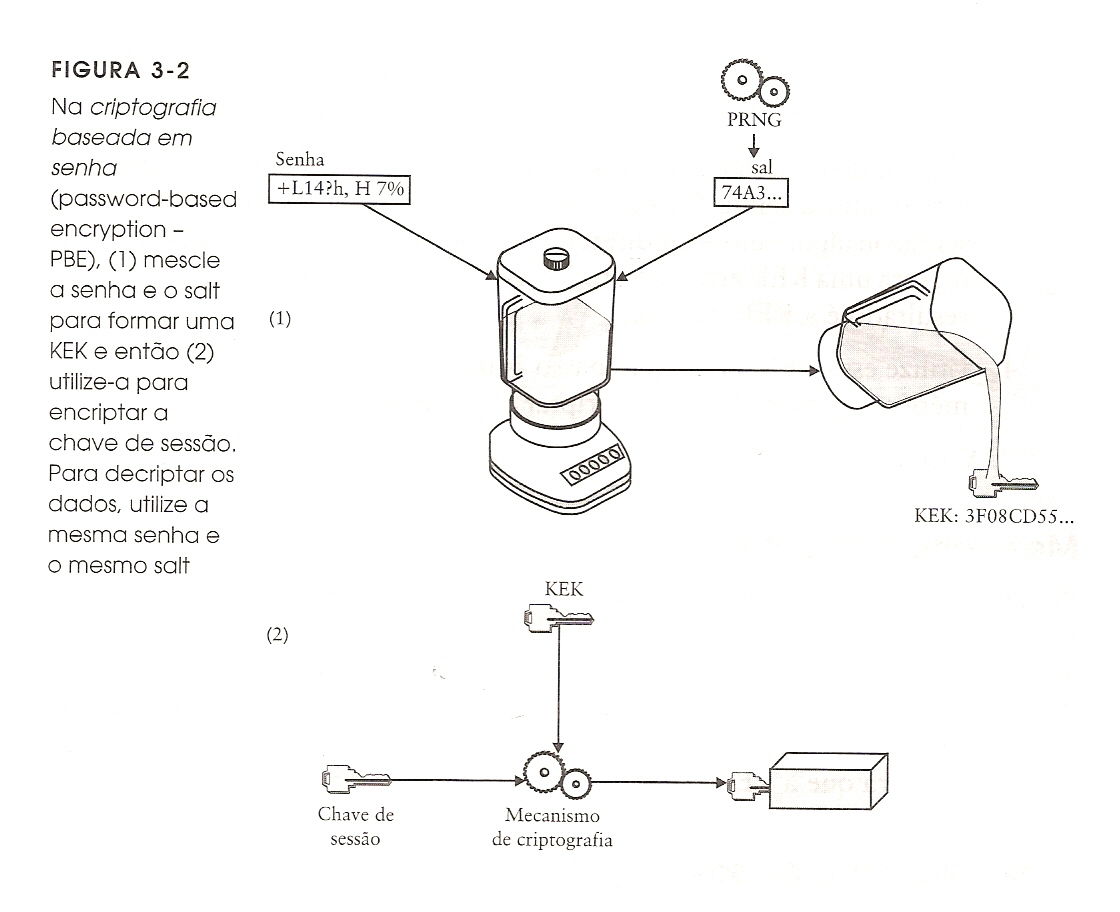 FIGURA 3-2
Na criptografia
baseada em
senha
(password-based
encryption –
PBE), (1) mescle
a senha e o salt
para formar uma
KEK e então (2)
utilize-a para
encriptar a
chave de sessão.
Para decriptar os
dados, utilize a
mesma senha e
o mesmo salt
PRNG
Senha
sal
+L14?h, H 7%
74A3...
(1)
KEK: 3F08CD55...
KEK
(2)
Chave de
sessão
Mecanismo
de criptografia